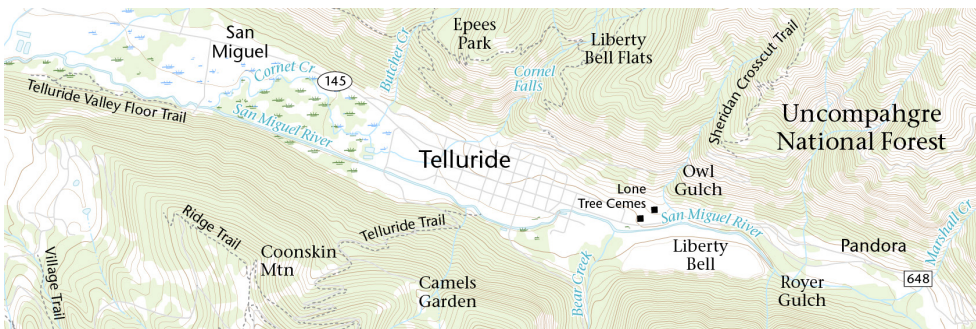 San
Miguel
Epees
Park
Liberty
Bell Flats
Butcher Cr.
Cornet Cr.
145
Cornel
Falls
Sheridan Crosscut Trail
Uncompahgre
National Forest
Telluride Valley Floor Trail
San Miguel River
Telluride
Owl
Gulch
Lone
Tree Cemes
San Miguel River
Ridge Trail
Telluride Trail
Coonskin
Mtn
Village Trail
Camels
Garden
Bear Creek
Liberty
Bell
Pandora
Marshall Cr.
648
Royer
Gulch